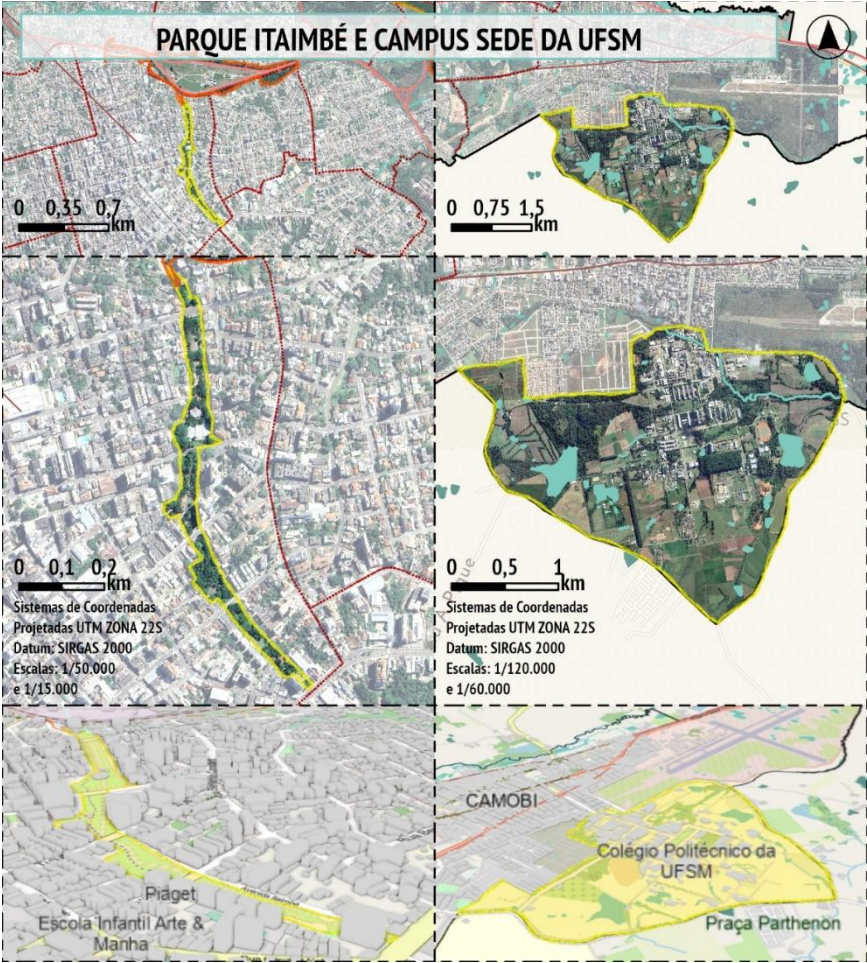 PARQUE ITAIMBÉ E CAMPUS SEDE DA UFSM
0 0,35 0,7
km
0 0,75 1,5
km
0 0,1 0,2
km
Sistemas de Coordenadas
Projetadas UTM ZONA 22S
Datum: SIRGAS 2000
Escalas: 1/50.000
e 1/15.000
0 0,5 1
km
Sistemas de Coordenadas
Projetadas UTM ZONA 22S
Datum: SIRGAS 2000
Escalas: 1/120.000
e 1/60.000
Piaget
Escola Infantil Arte &
Manha
CAMOBI
Colégio Politécnico da
UFSM
Praça Parthenon